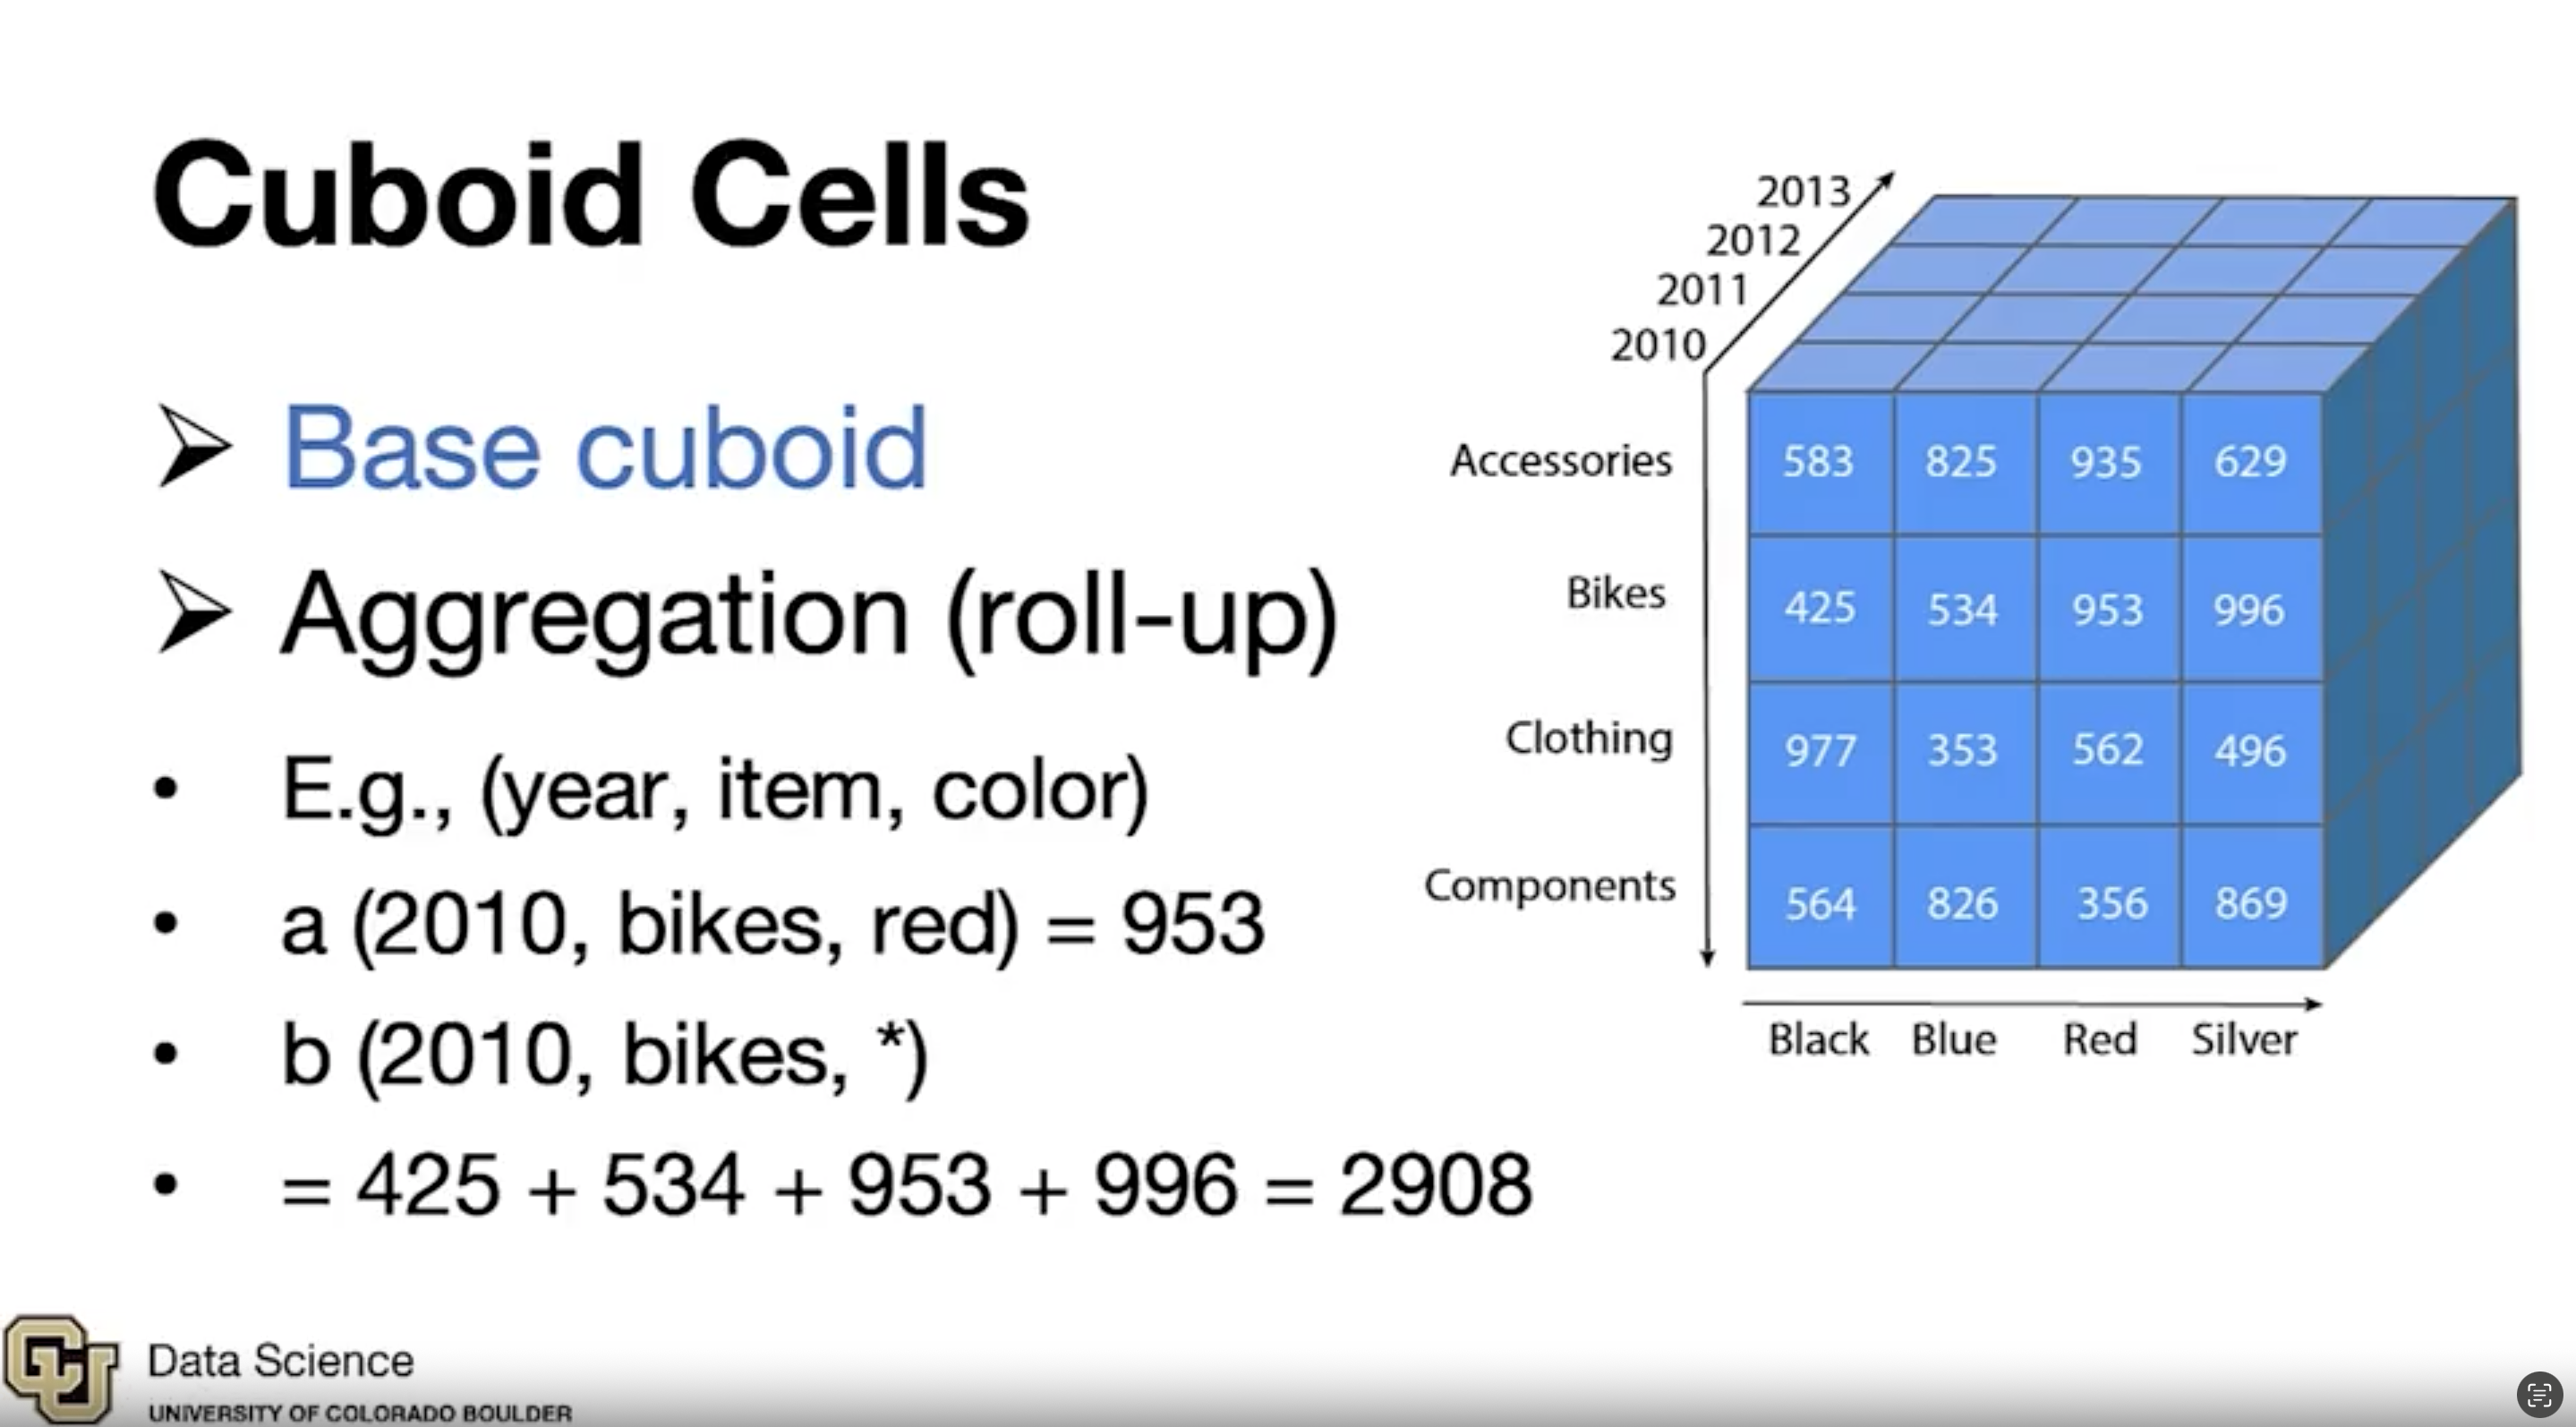 Cuboid Cells
➢ Base cuboid
➢ Aggregation (roll-up)
• E.g., (year, item, color)
• a (2010, bikes, red) = 953
• b (2010, bikes, *)
• = 425 + 534 + 953 + 996 = 2908
2013
2012
2011
2010
Accessories 583 825 935 629
Bikes 425 534 953 996
Clothing 977 353 562 496
Components 564 826 356 869
Black Blue Red Silver
CU
Data Science
UNIVERSITY OF COLORADO BOULDER